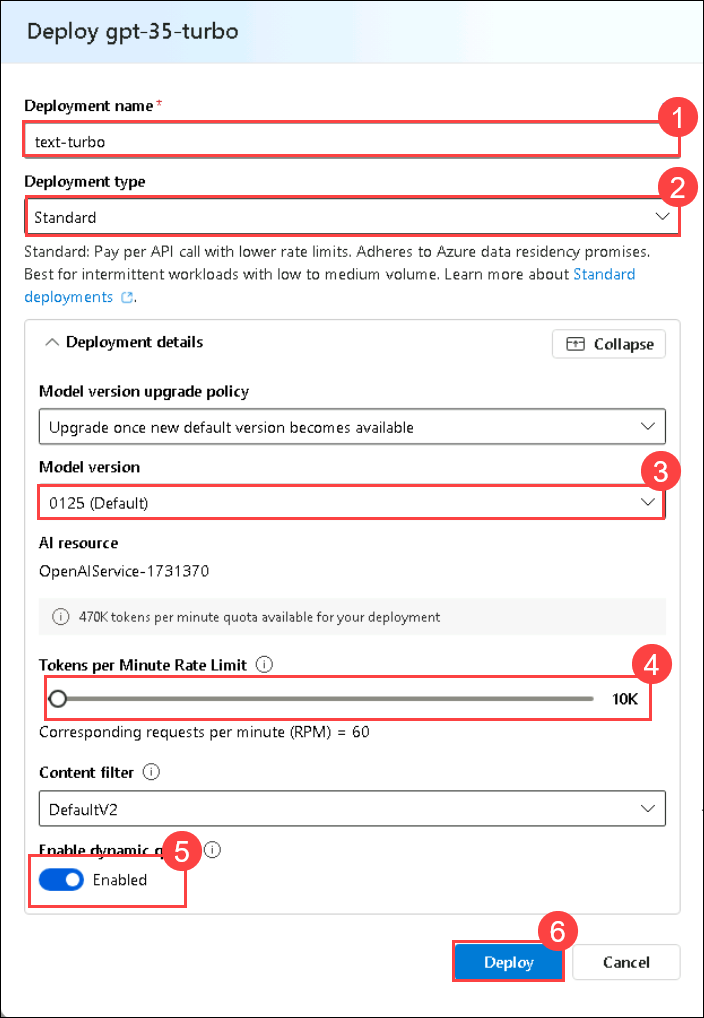 Deploy gpt-35-turbo
Deployment name*
1
text-turbo
Deployment type
2
Standard
Standard: Pay per API call with lower rate limits. Adheres to Azure data residency promises.
Best for intermittent workloads with low to medium volume. Learn more about Standard
deployments.
Deployment details
Collapse
Model version upgrade policy
Upgrade once new default version becomes available
Model version
3
0125 (Default)
AI resource
OpenAIService-1731370
470K tokens per minute quota available for your deployment
Tokens per Minute Rate Limit
4
10K
Corresponding requests per minute (RPM) = 60
Content filter
DefaultV2
Enable dynamic
5
Enabled
6
Deploy
Cancel